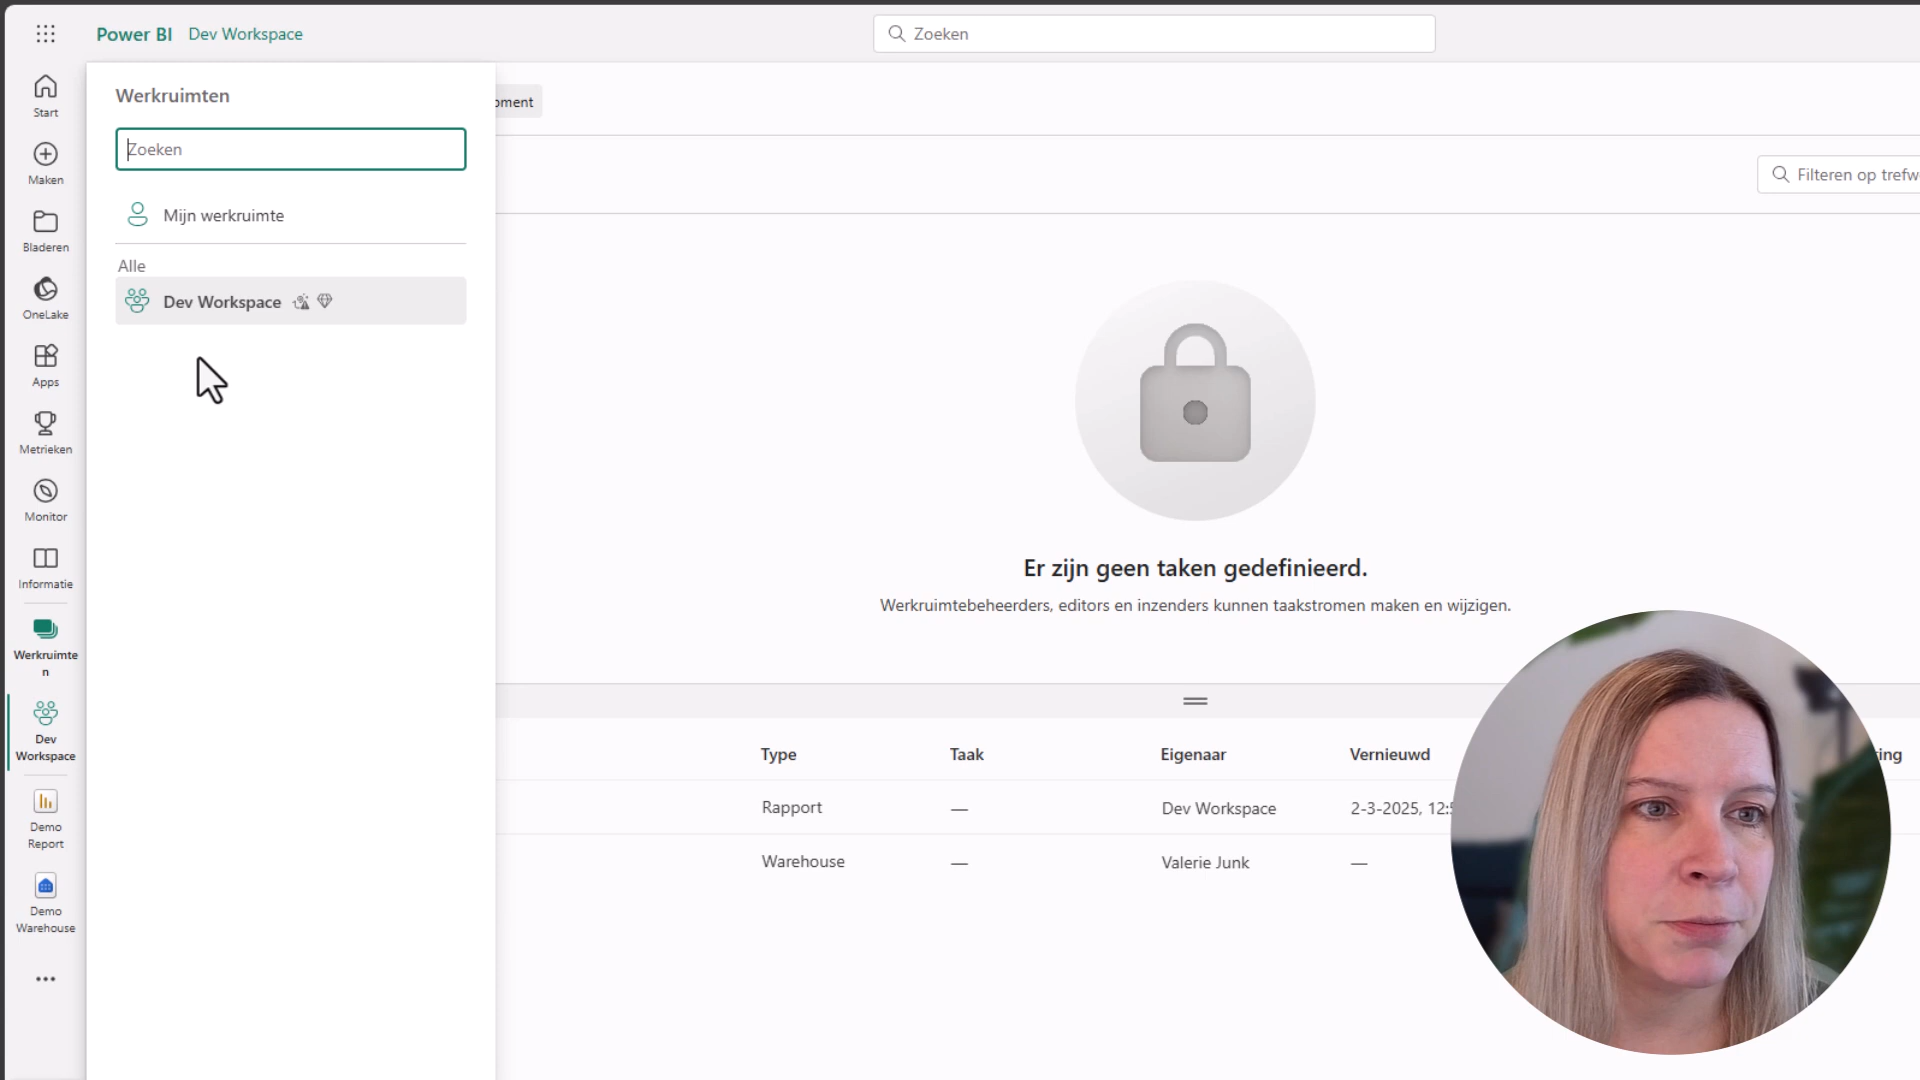 Power BI Dev Workspace
Zoeken
Start
Maken
Bladeren
OneLake
Apps
Metrieken
Monitor
Informatie
Werkruimte
n
Dev
Workspace
Demo
Report
Demo
Warehouse
Werkruimten
Zoeken
Mijn werkruimte
Alle
Dev Workspace
oment
Filteren op trefw
Er zijn geen taken gedefinieerd.
Werkruimtebeheerders, editors en inzenders kunnen taakstromen maken en wijzigen.
Type Taak Eigenaar Vernieuwd ing
Rapport — Dev Workspace 2-3-2025, 12:5
Warehouse — Valerie Junk —